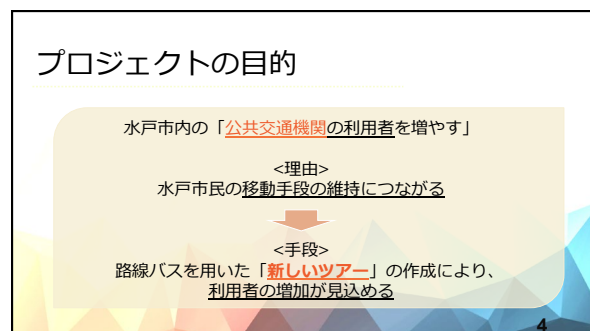 プロジェクトの目的
水戸市内の「公共交通機関の利用者を増やす」
<理由>
水戸市民の移動手段の維持につながる
<手段>
路線バスを用いた「新しいツアー」の作成により、
利用者の増加が見込める
4